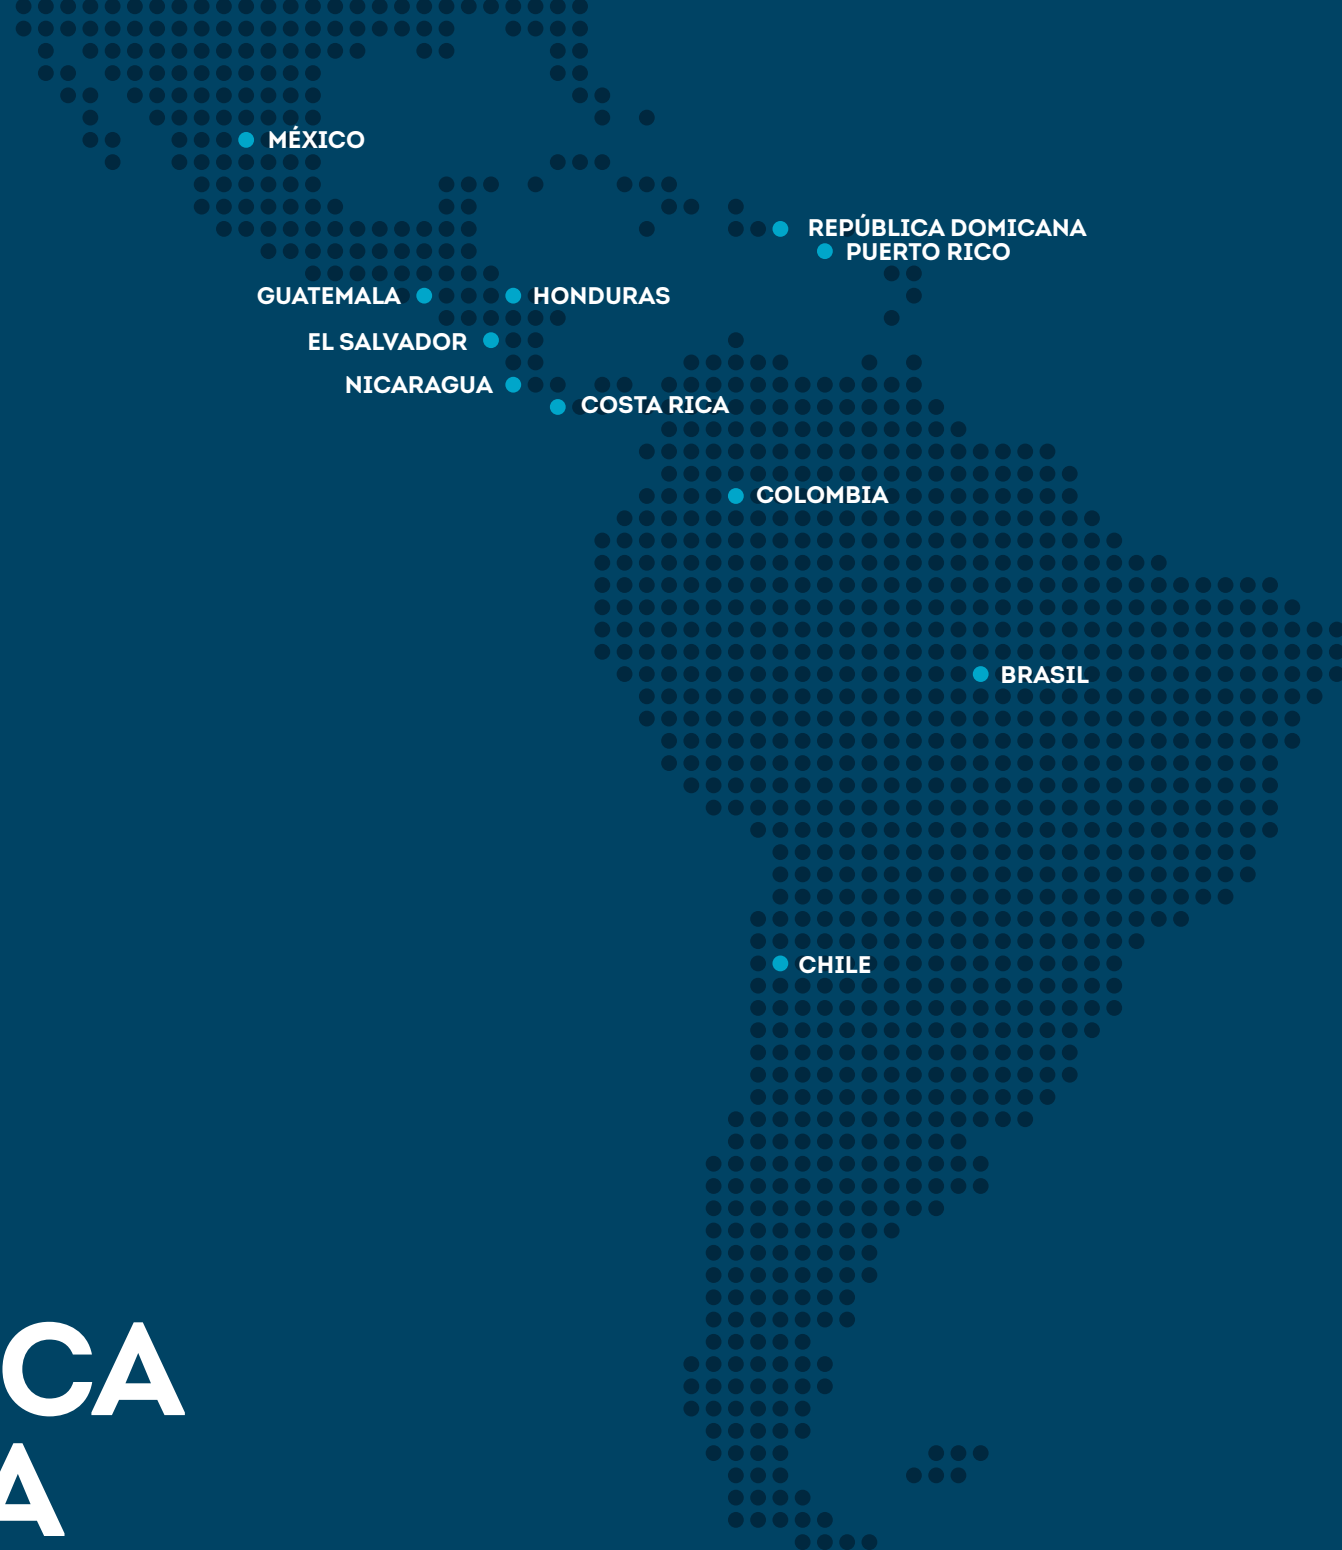 MÉXICO
REPÚBLICA DOMICANA
PUERTO RICO
GUATEMALA
HONDURAS
EL SALVADOR
NICARAGUA
COSTA RICA
COLOMBIA
BRASIL
CHILE
CA
A